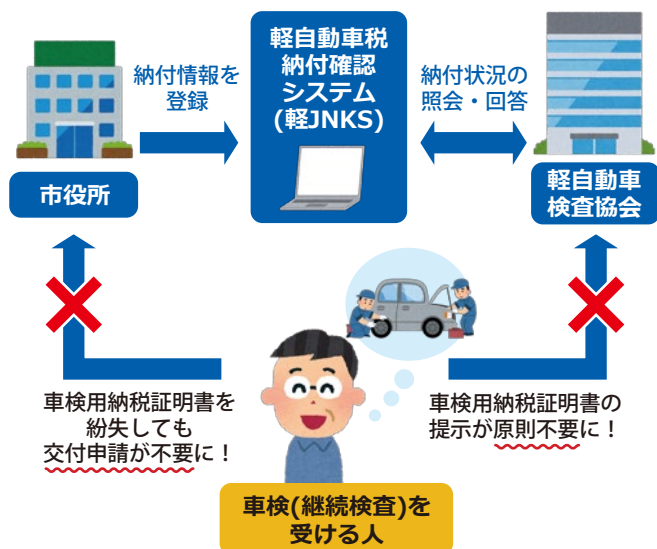 納付情報を
登録
軽自動車税
納付確認
システム
(軽JNKS)
納付状況の
照会・回答
市役所
軽自動車
検査協会
車検用納税証明書を
紛失しても
交付申請が不要に！
車検用納税証明書の
提示が原則不要に！
車検(継続検査)を
受ける人